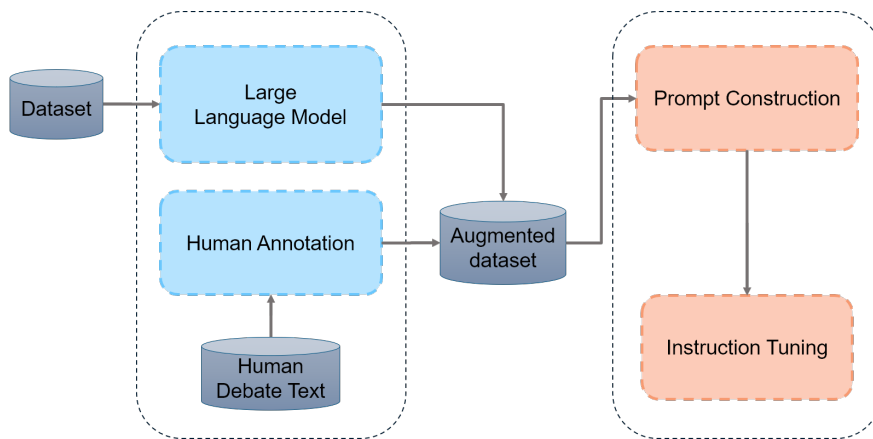 Dataset
Large
Language Model
Human Annotation
Human
Debate Text
Augmented
dataset
Prompt Construction
Instruction Tuning